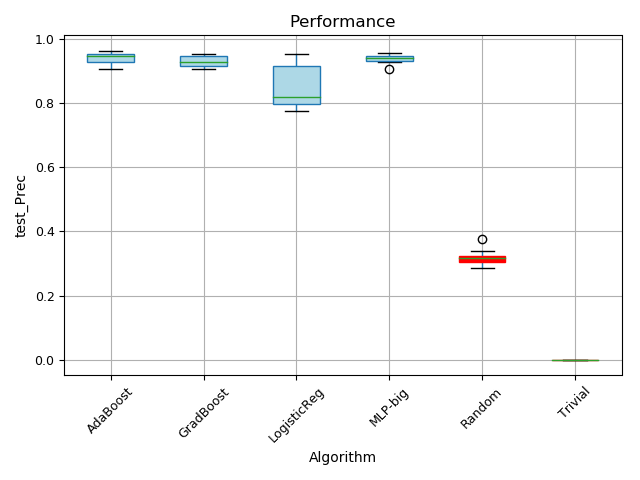 Performance
1.0
0.8
0.6
0.4
0.2
0.0
test_Prec
AdaBoost
GradBoost
LogisticReg
MLP-big
Random
Trivial
Algorithm